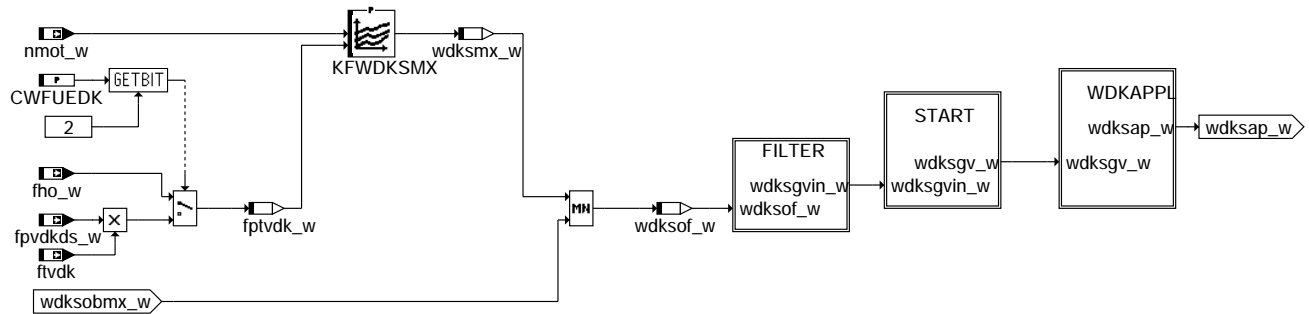 P
nmot_w
wdksmx_w
KFWDKSMX
P
GETBIT
CWFUEDK
2
WDKAPPL
START
wdksap_w
wdksap_w
FILTER
wdksgv_w
wdksgv_w
fho_w
wdksgvin_w
wdksgvin_w
MN
wdksof_w
fptvdk_w
wdksof_w
fpvdkds_w
ftvdk
wdksobmx_w